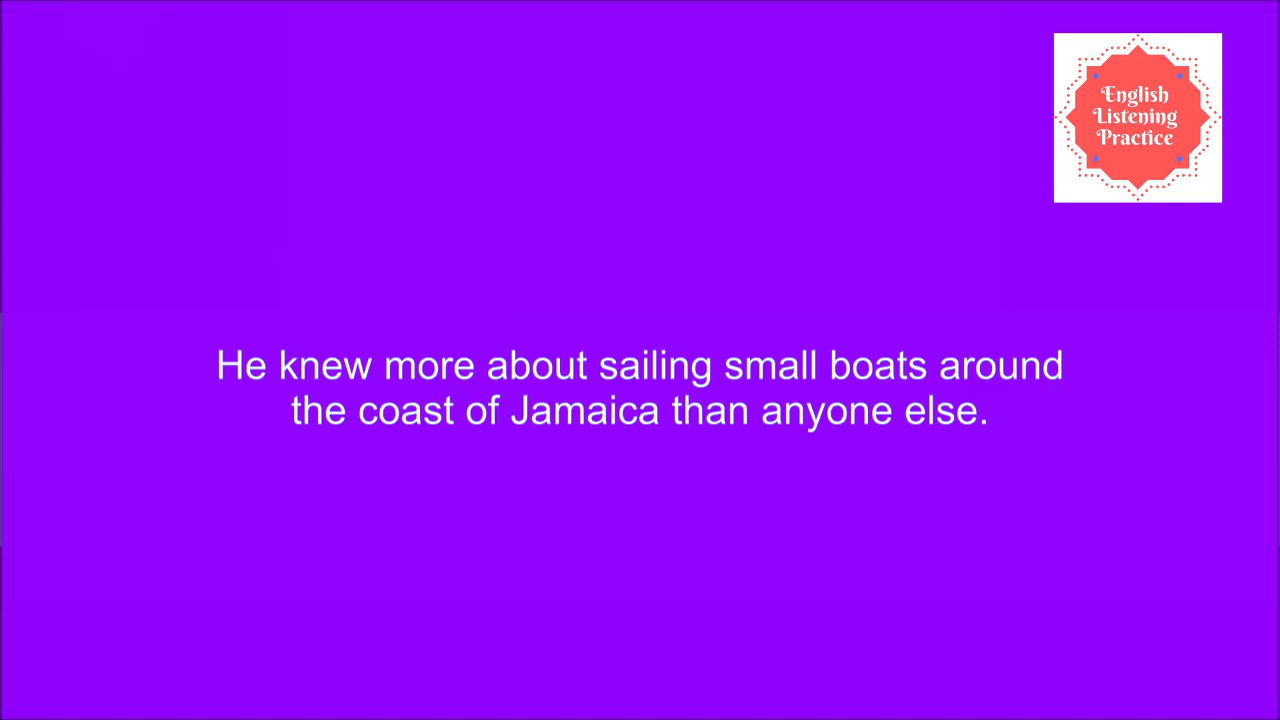 English
Listening
Practice
He knew more about sailing small boats around
the coast of Jamaica than anyone else.